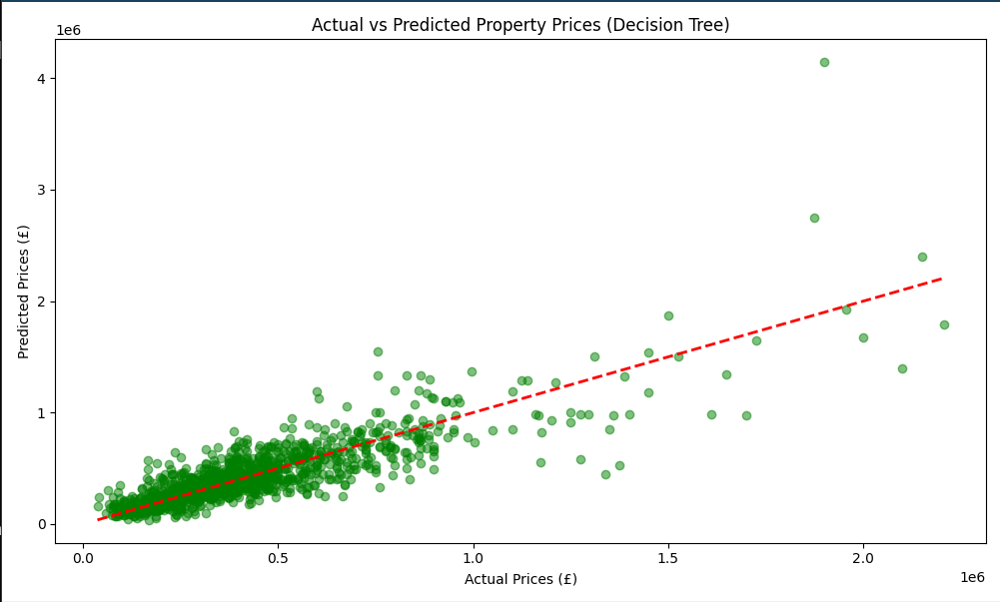 Actual vs Predicted Property Prices (Decision Tree)
1e6
4
3
2
1
0
Predicted Prices (£)
0.0 0.5 1.0 1.5 2.0
1e6
Actual Prices (£)